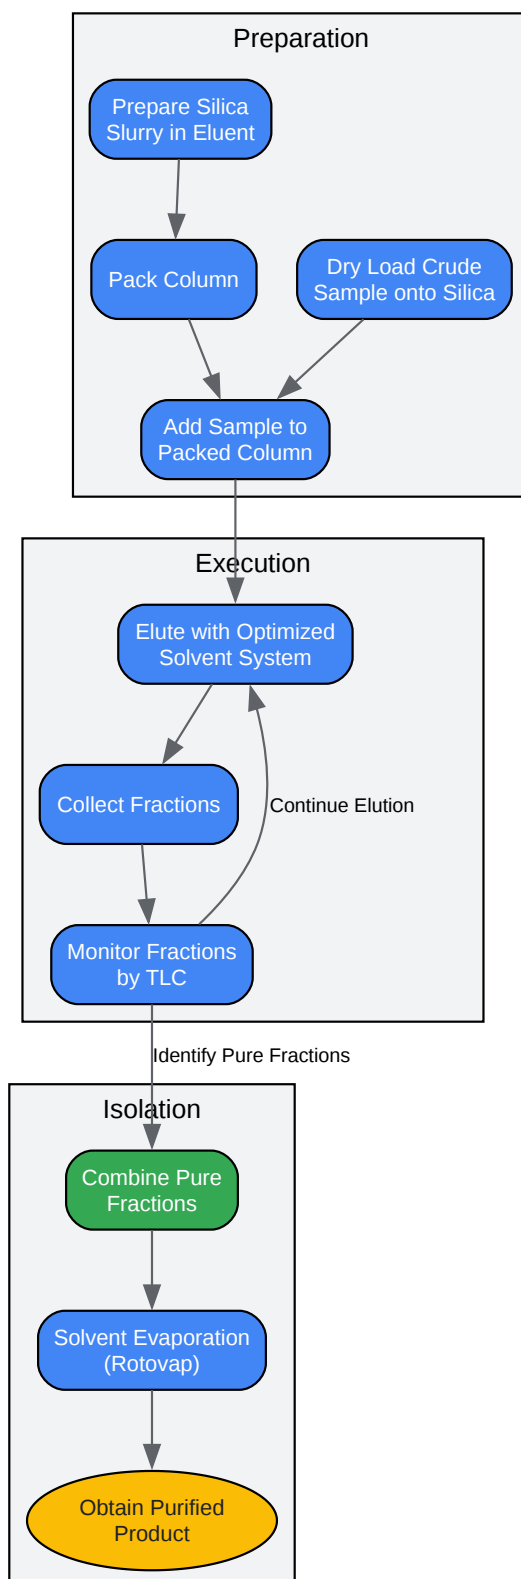 Preparation
Prepare Silica
Slurry in Eluent
Pack Column
Dry Load Crude
Sample onto Silica
Add Sample to
Packed Column
Execution
Elute with Optimized
Solvent System
Collect Fractions
Continue Elution
Monitor Fractions
by TLC
Identify Pure Fractions
Isolation
Combine Pure
Fractions
Solvent Evaporation
(Rotovap)
Obtain Purified
Product